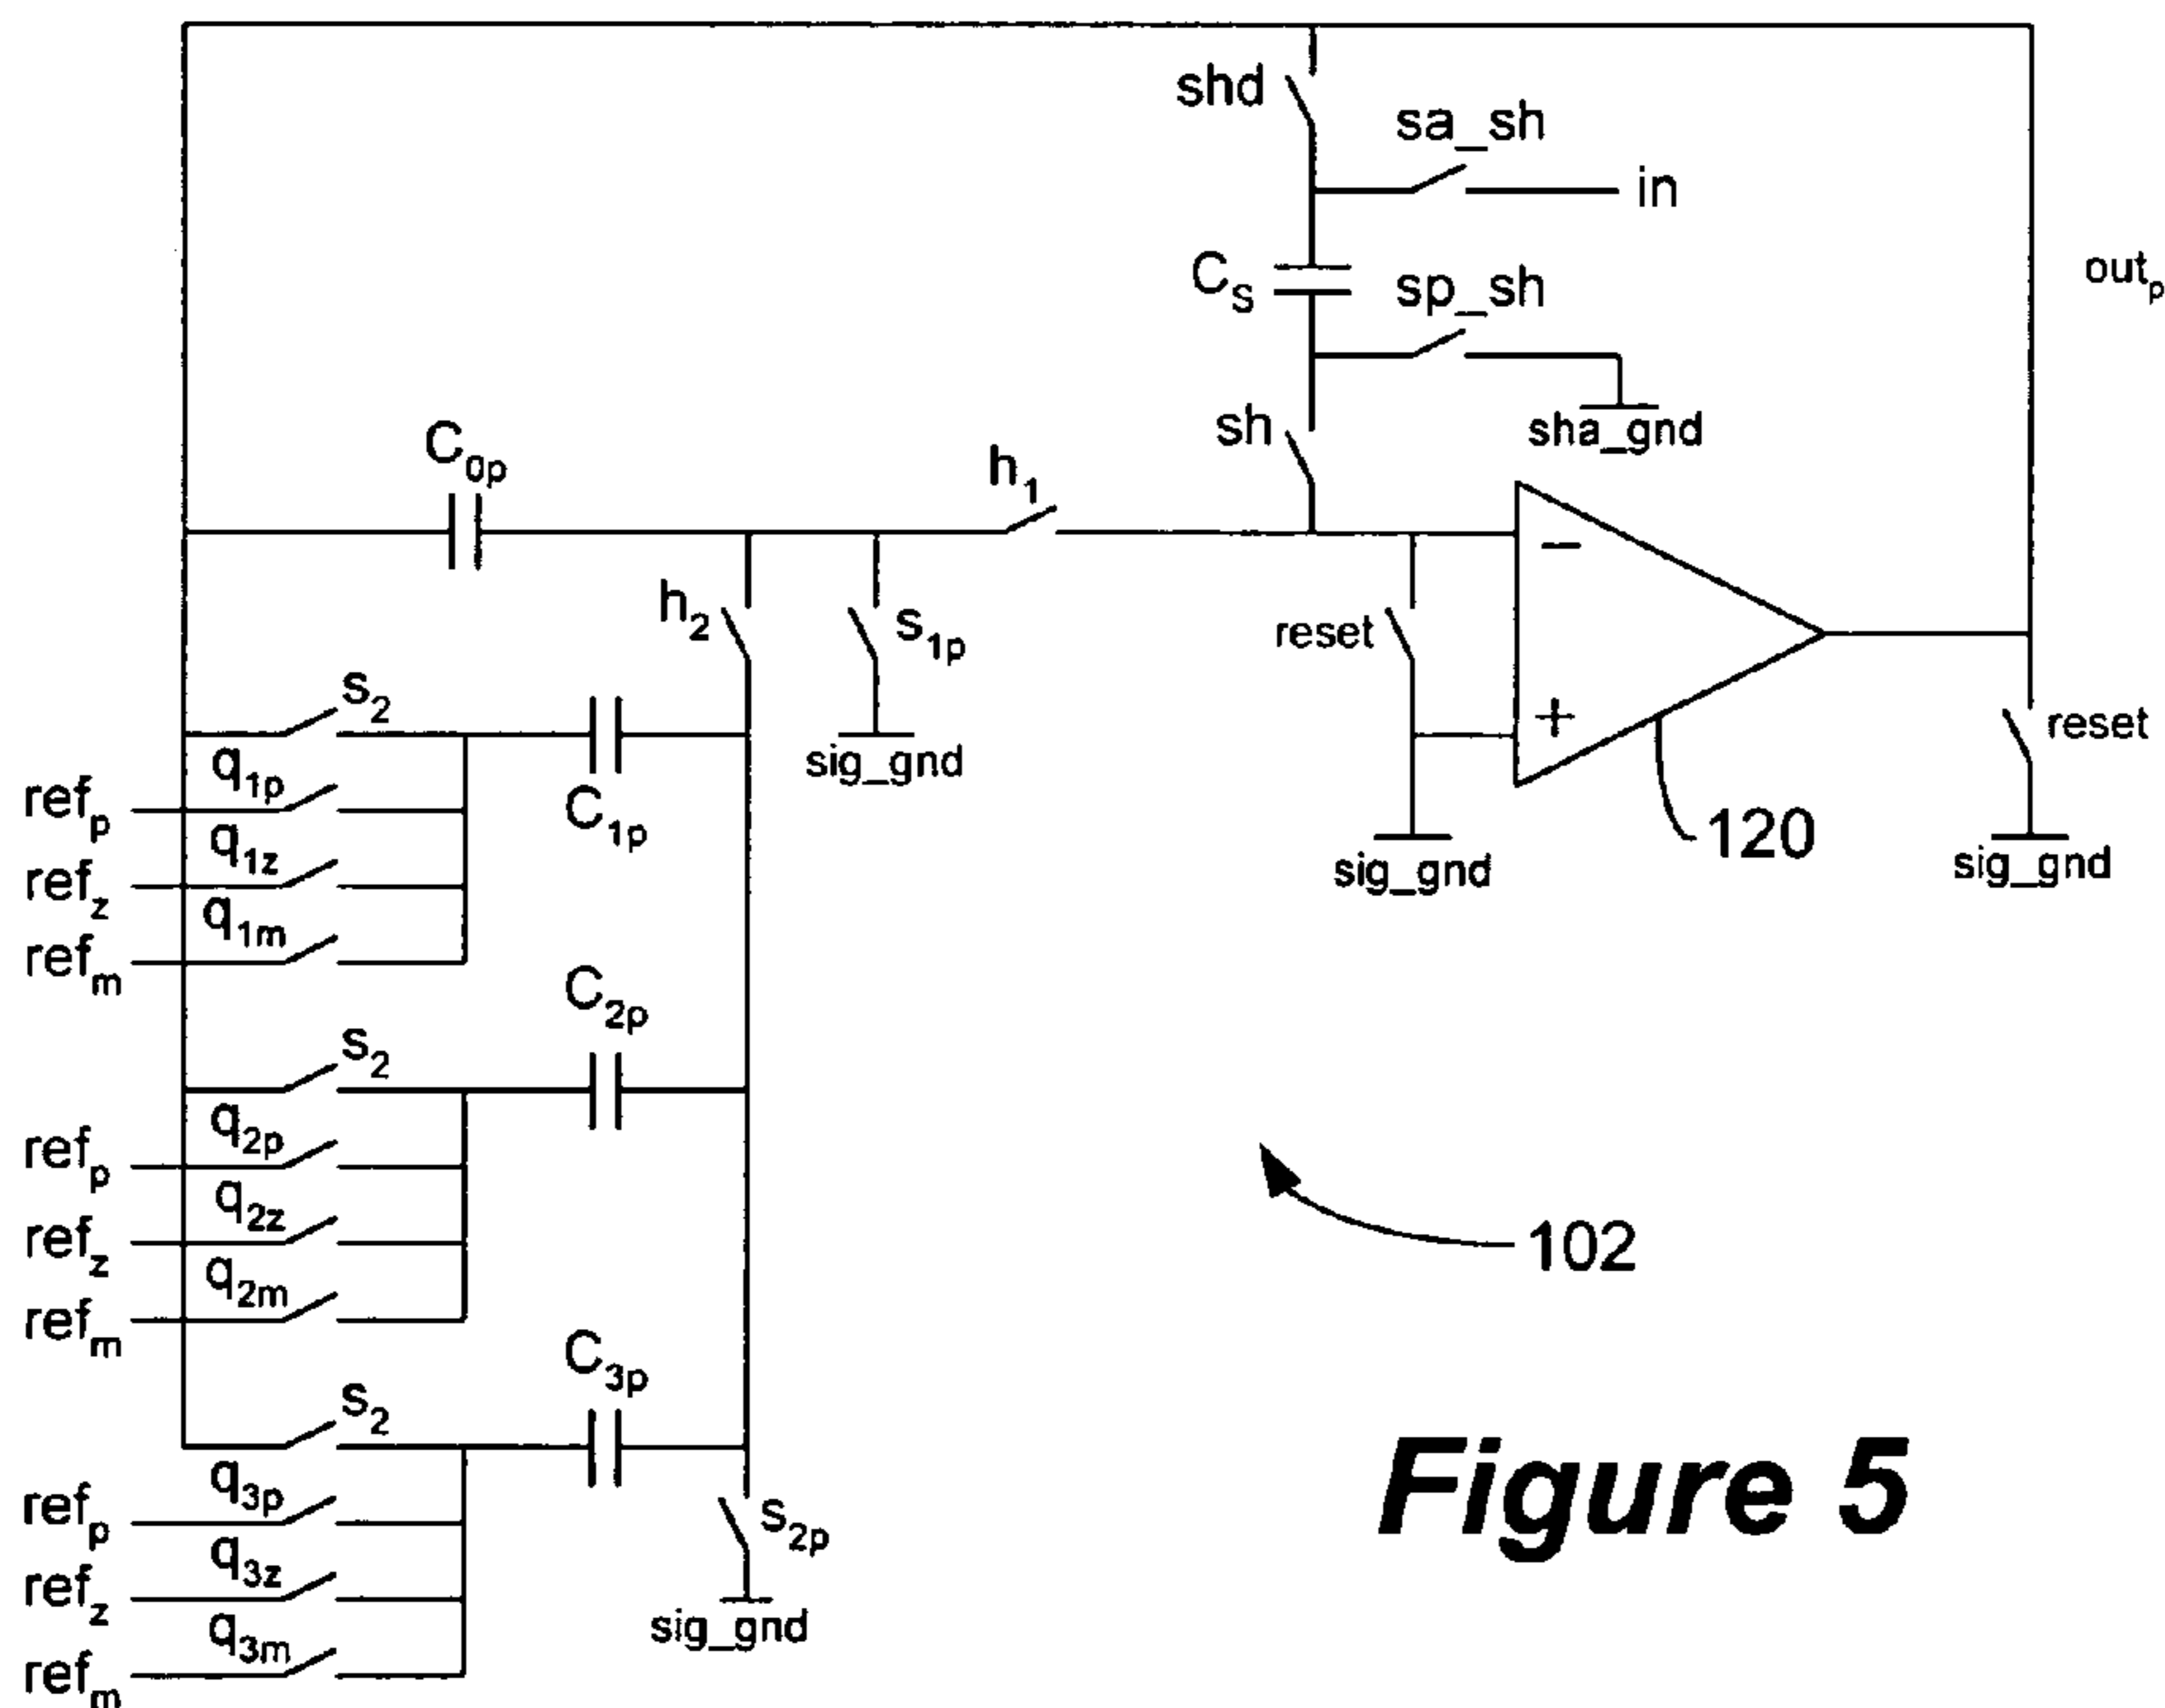 shd
sa_sh
in
C_S
sp_sh
out_p
sh
sha_gnd
C_0p
h_1
h_2
s_1p
reset
−
+
reset
s_2
sig_gnd
q_1p
ref_p
C_1p
120
q_1z
ref_z
sig_gnd
sig_gnd
q_1m
ref_m
C_2p
s_2
q_2p
ref_p
q_2z
ref_z
102
q_2m
ref_m
C_3p
s_2
q_3p
ref_p
s_2p
Figure 5
q_3z
ref_z
sig_gnd
q_3m
ref_m